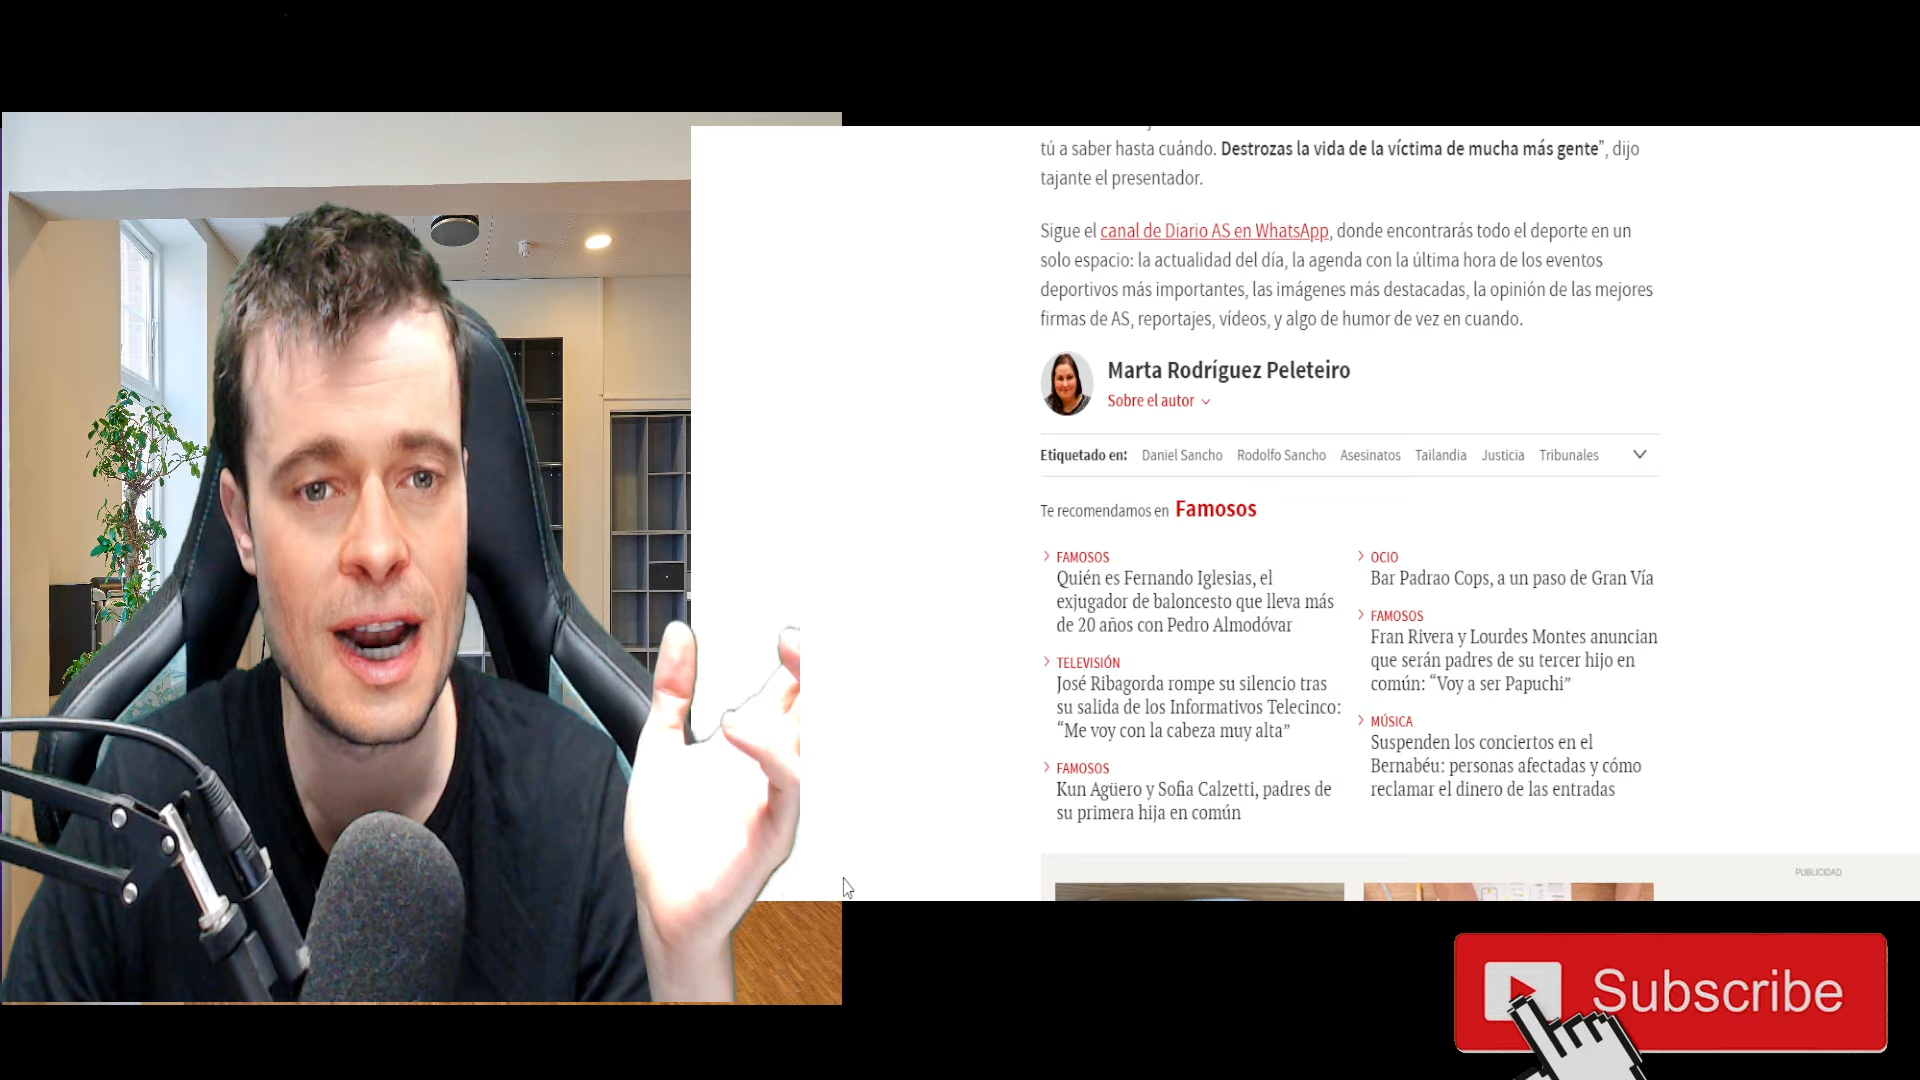 tú a saber hasta cuándo. Destrozas la vida de la víctima de mucha más gente", dijo
tajante el presentador.
Sigue el canal de Diario AS en WhatsApp, donde encontrarás todo el deporte en un
solo espacio: la actualidad del día, la agenda con la última hora de los eventos
deportivos más importantes, las imágenes más destacadas, la opinión de las mejores
firmas de AS, reportajes, vídeos, y algo de humor de vez en cuando.
Marta Rodríguez Peleteiro
Sobre el autor
Etiquetado en: Daniel Sancho Rodolfo Sancho Asesinatos Tailandia Justicia Tribunales
Te recomendamos en Famosos
FAMOSOS
Quién es Fernando Iglesias, el
exjugador de baloncesto que lleva más
de 20 años con Pedro Almodóvar
TELEVISIÓN
José Ribagorda rompe su silencio tras
su salida de los Informativos Telecinco:
“Me voy con la cabeza muy alta”
FAMOSOS
Kun Agüero y Sofia Calzetti, padres de
su primera hija en común
OCIO
Bar Padrao Cops, a un paso de Gran Vía
FAMOSOS
Fran Rivera y Lourdes Montes anuncian
que serán padres de su tercer hijo en
común: “Voy a ser Papuchi”
MÚSICA
Suspenden los conciertos en el
Bernabéu: personas afectadas y cómo
reclamar el dinero de las entradas
PUBLICIDAD
Subscribe